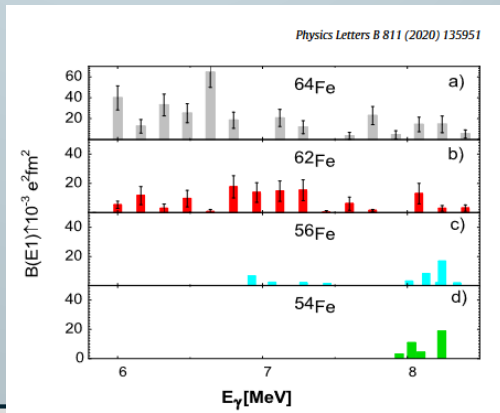 Physics Letters B 811 (2020) 135951
60
40
20
64Fe
a)
40
20
62Fe
b)
40
20
56Fe
c)
40
20
0
54Fe
d)
B(E1)↑10⁻³ e²fm²
6
7
8
Eγ[MeV]